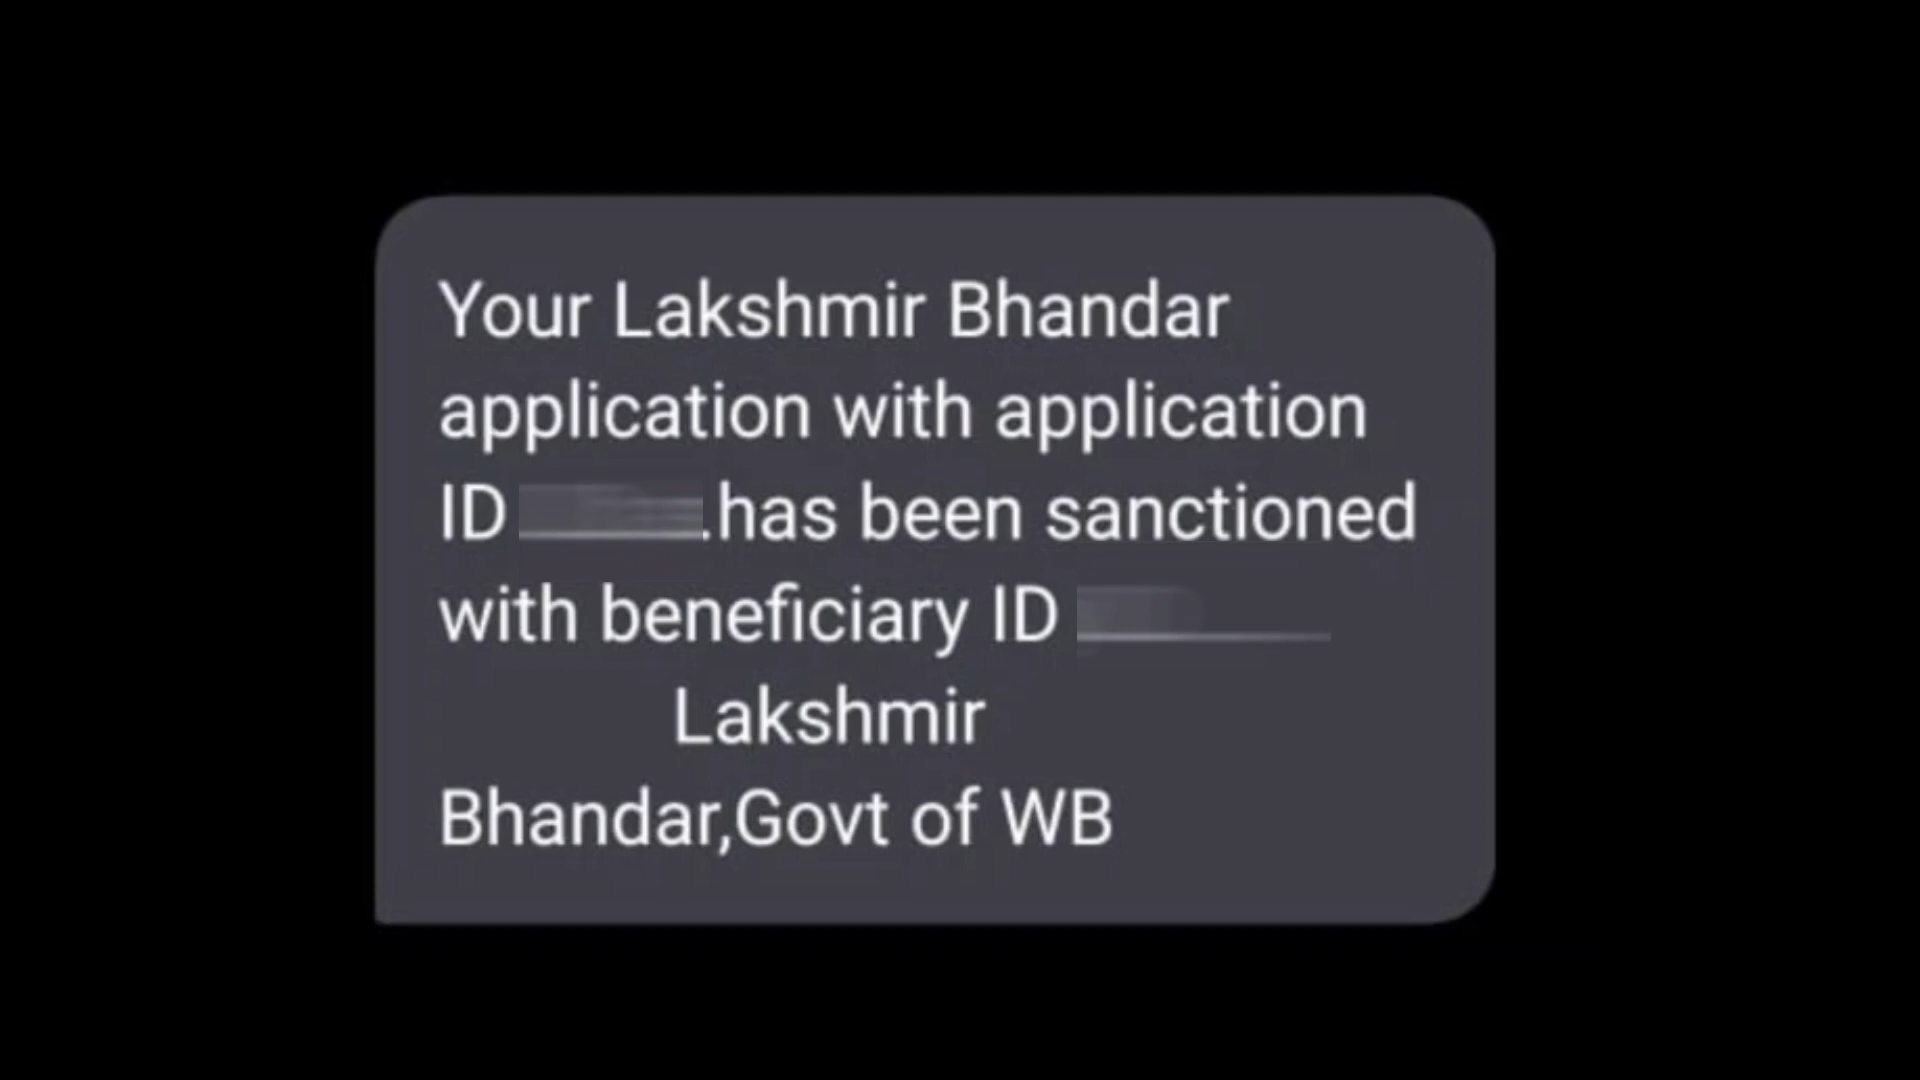 Your Lakshmir Bhandar
application with application
ID .has been sanctioned
with beneficiary ID
Lakshmir
Bhandar,Govt of WB